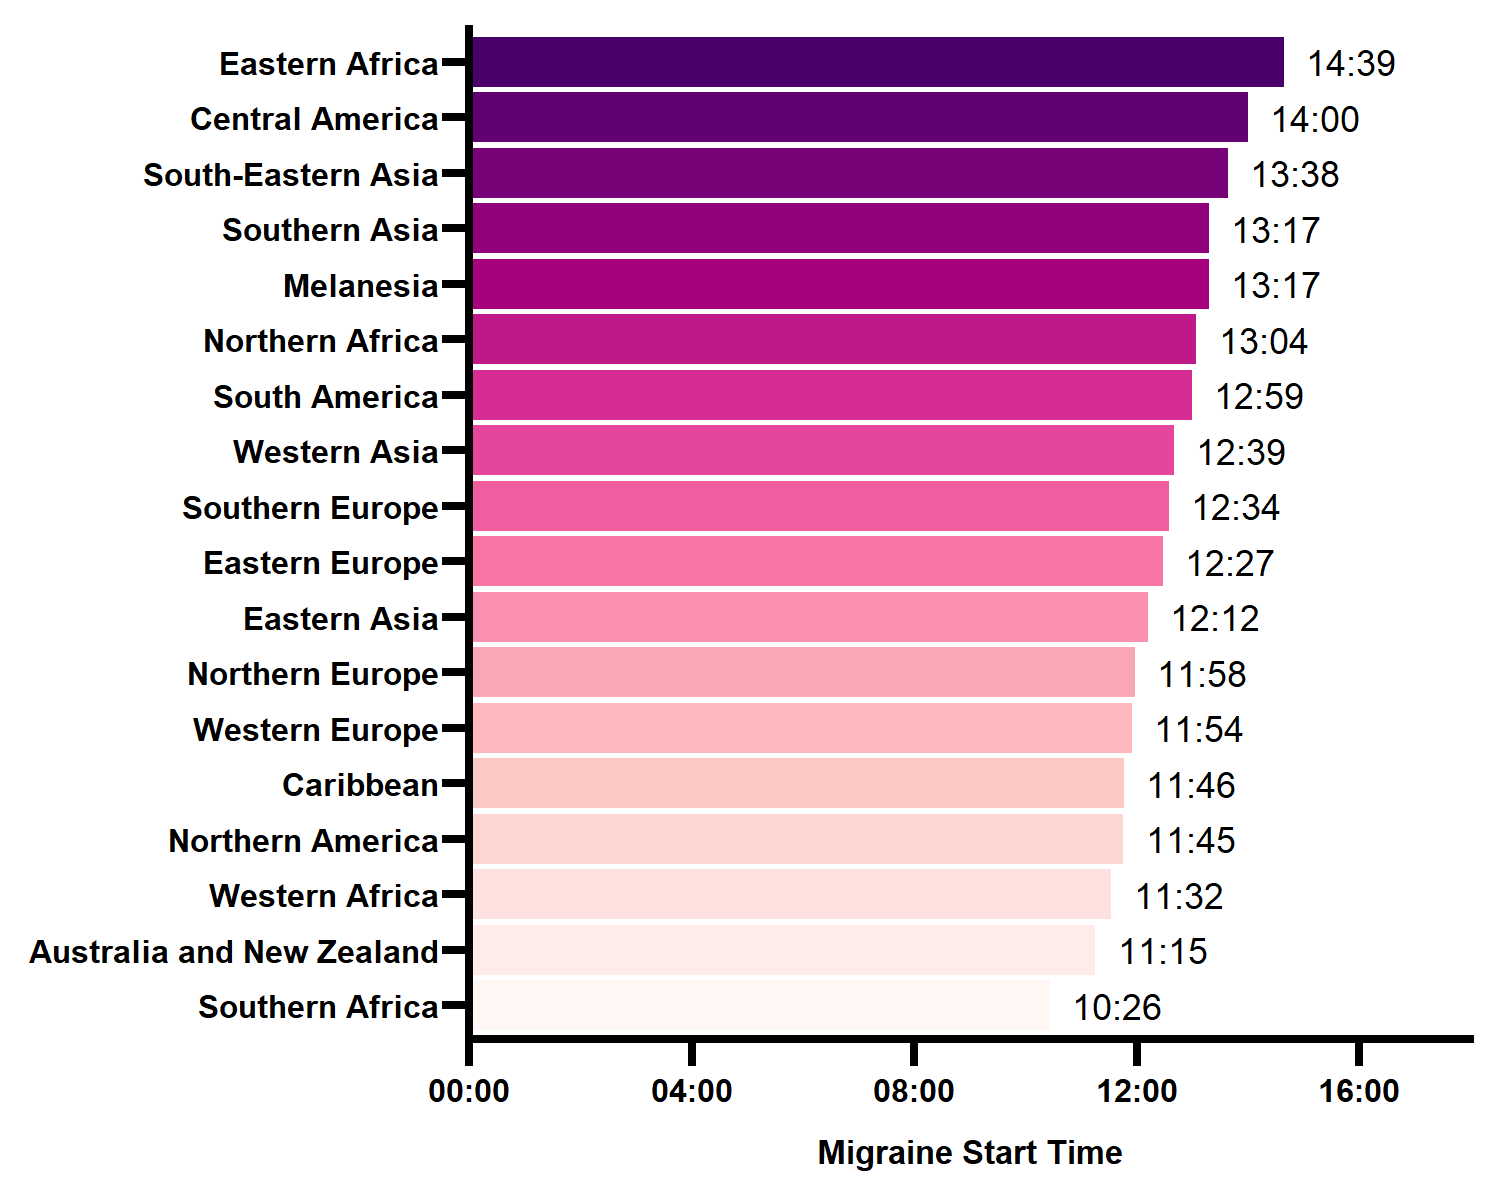 Eastern Africa 14:39
Central America 14:00
South-Eastern Asia 13:38
Southern Asia 13:17
Melanesia 13:17
Northern Africa 13:04
South America 12:59
Western Asia 12:39
Southern Europe 12:34
Eastern Europe 12:27
Eastern Asia 12:12
Northern Europe 11:58
Western Europe 11:54
Caribbean 11:46
Northern America 11:45
Western Africa 11:32
Australia and New Zealand 11:15
Southern Africa 10:26
00:00 04:00 08:00 12:00 16:00
Migraine Start Time